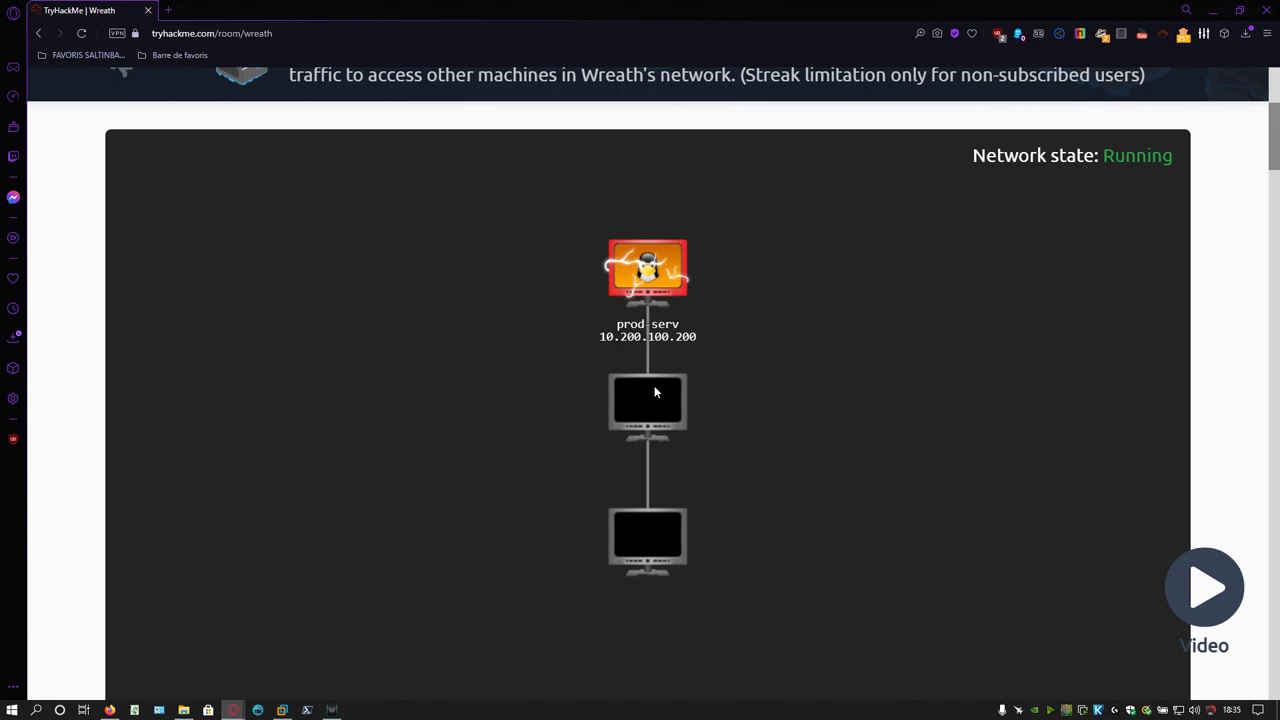 TryHackMe | Wreath
VPN
tryhackme.com/room/wreath
FAVORIS SALTINBA...
Barre de favoris
traffic to access other machines in Wreath's network. (Streak limitation only for non-subscribed users)
Network state: Running
prod-serv
10.200.100.200
Video
18:35